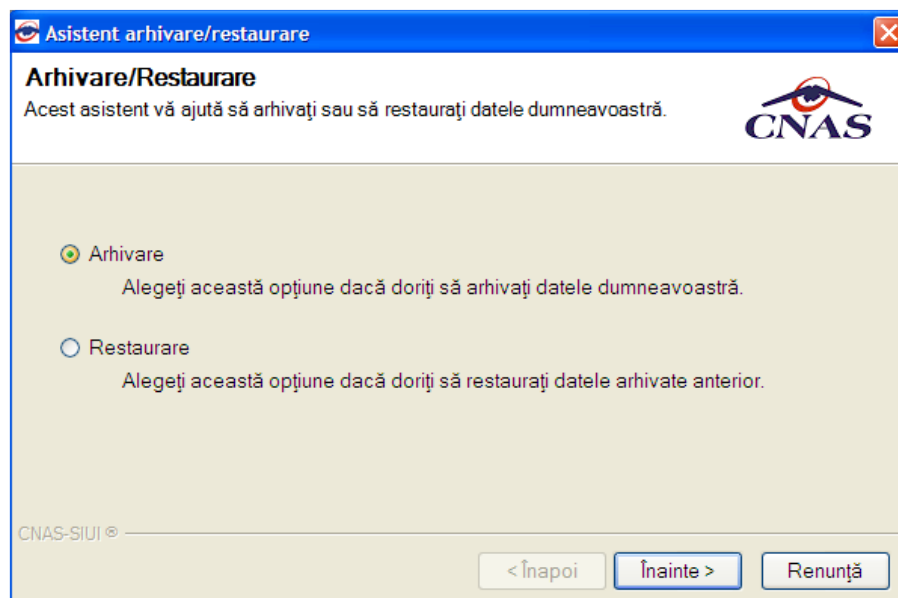 Asistent arhivare/restaurare
Arhivare/Restaurare
Acest asistent vă ajută să arhivaţi sau să restauraţi datele dumneavoastră.
CNAS
Arhivare
Alegeţi această opţiune dacă doriţi să arhivaţi datele dumneavoastră.
Restaurare
Alegeţi această opţiune dacă doriţi să restauraţi datele arhivate anterior.
CNAS-SIUI ®
< Înapoi
Înainte >
Renunţă